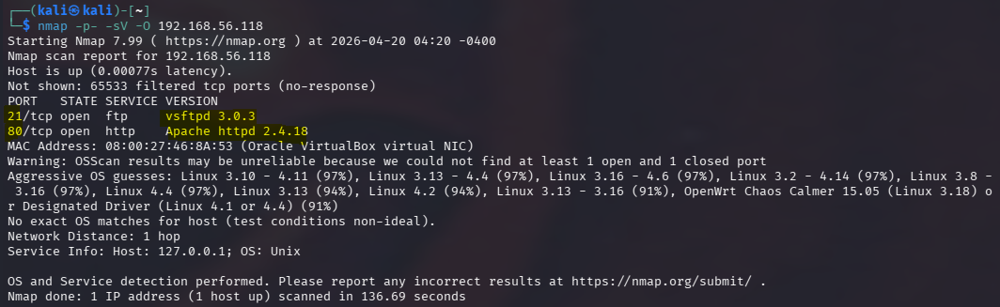 ┌──(kali㉿kali)-[~]
└─$ nmap -p- -sV -O 192.168.56.118
Starting Nmap 7.99 ( https://nmap.org ) at 2026-04-20 04:20 -0400
Nmap scan report for 192.168.56.118
Host is up (0.00077s latency).
Not shown: 65533 filtered tcp ports (no-response)
PORT   STATE SERVICE VERSION
21/tcp open  ftp     vsftpd 3.0.3
80/tcp open  http    Apache httpd 2.4.18
MAC Address: 08:00:27:46:8A:53 (Oracle VirtualBox virtual NIC)
Warning: OSScan results may be unreliable because we could not find at least 1 open and 1 closed port
Aggressive OS guesses: Linux 3.10 - 4.11 (97%), Linux 3.13 - 4.4 (97%), Linux 3.16 - 4.6 (97%), Linux 3.2 - 4.14 (97%), Linux 3.8 -
 3.16 (97%), Linux 4.4 (97%), Linux 3.13 (94%), Linux 4.2 (94%), Linux 3.13 - 3.16 (91%), OpenWrt Chaos Calmer 15.05 (Linux 3.18) o
r Designated Driver (Linux 4.1 or 4.4) (91%)
No exact OS matches for host (test conditions non-ideal).
Network Distance: 1 hop
Service Info: Host: 127.0.0.1; OS: Unix

OS and Service detection performed. Please report any incorrect results at https://nmap.org/submit/ .
Nmap done: 1 IP address (1 host up) scanned in 136.69 seconds